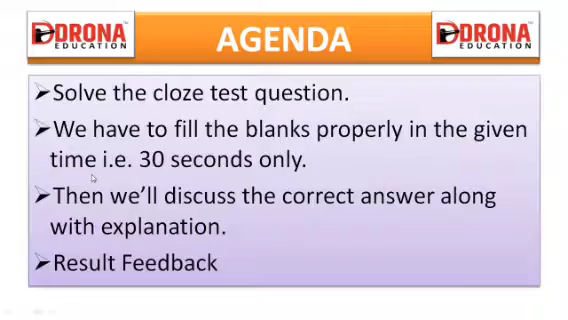 DRONA
EDUCATION
AGENDA
DRONA
EDUCATION
➢Solve the cloze test question.
➢We have to fill the blanks properly in the given
time i.e. 30 seconds only.
➢Then we'll discuss the correct answer along
with explanation.
➢Result Feedback